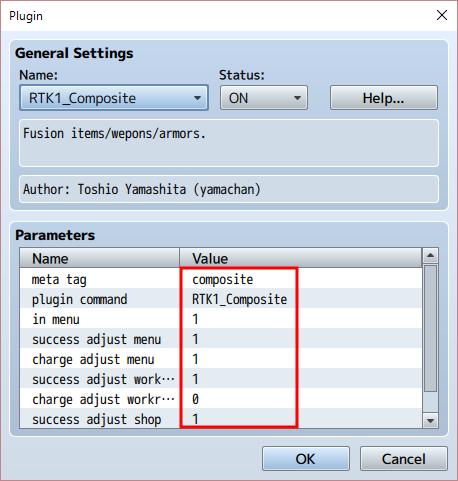 Plugin
General Settings
Name: Status:
RTK1_Composite ON Help...
Fusion items/wepons/armors.
Author: Toshio Yamashita (yamachan)
Parameters
Name Value
meta tag composite
plugin command RTK1_Composite
in menu 1
success adjust menu 1
charge adjust menu 1
success adjust work… 1
charge adjust workr… 0
success adjust shop 1
OK Cancel